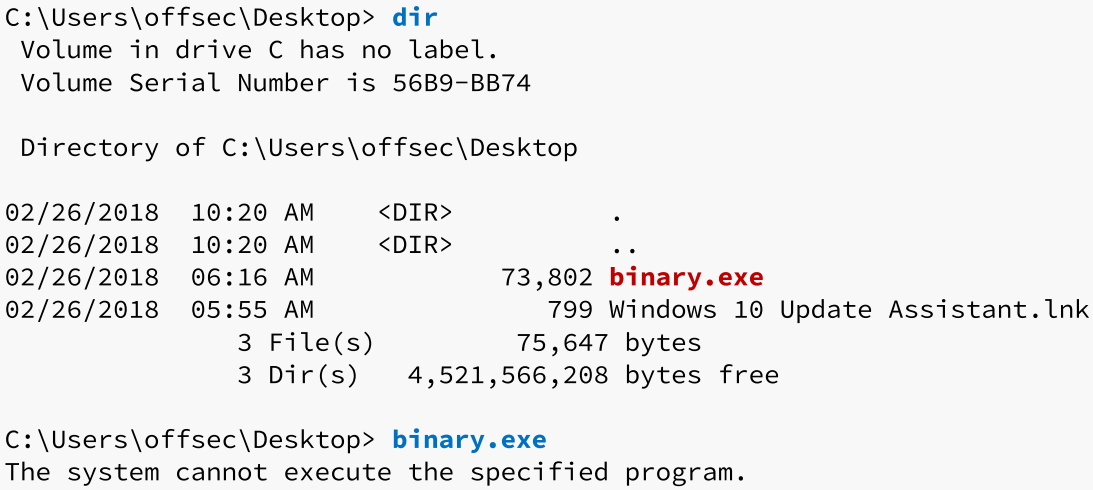 C:\Users\offsec\Desktop> dir
Volume in drive C has no label.
Volume Serial Number is 56B9-BB74
Directory of C:\Users\offsec\Desktop
02/26/2018  10:20 AM    <DIR>          .
02/26/2018  10:20 AM    <DIR>          ..
02/26/2018  06:16 AM            73,802 binary.exe
02/26/2018  05:55 AM               799 Windows 10 Update Assistant.lnk
3 File(s)         75,647 bytes
3 Dir(s)   4,521,566,208 bytes free
C:\Users\offsec\Desktop> binary.exe
The system cannot execute the specified program.